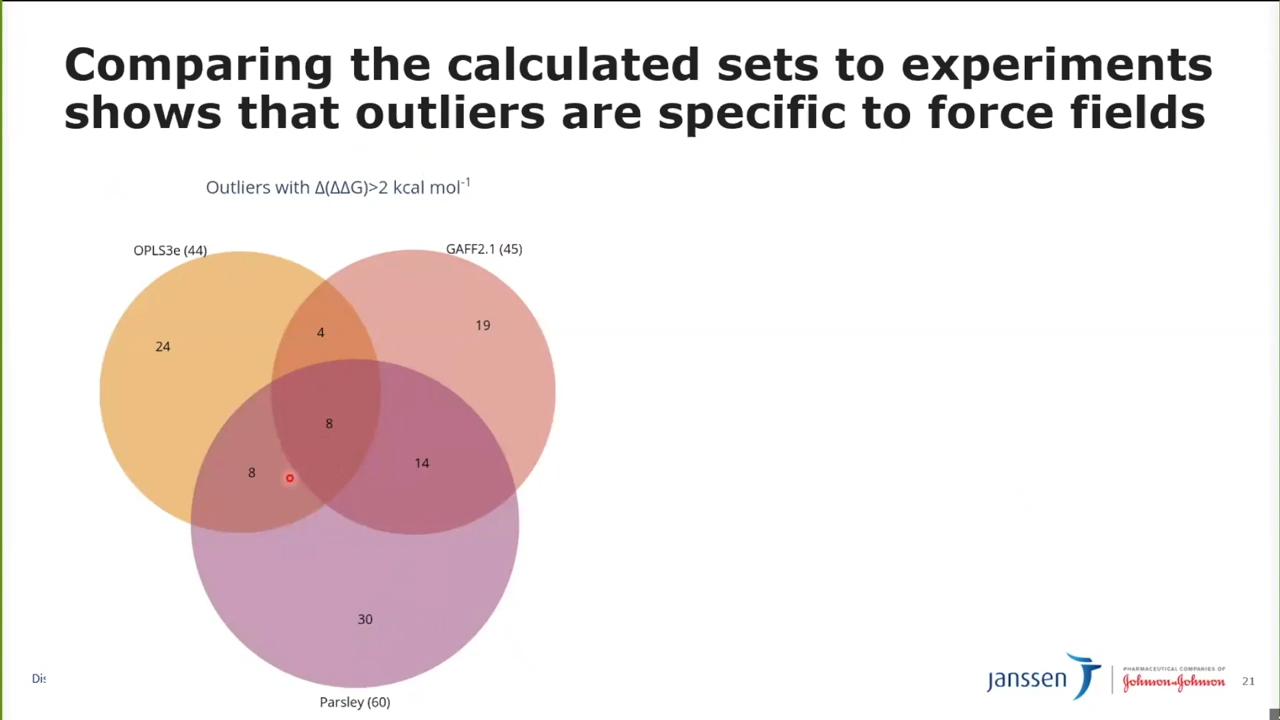 Comparing the calculated sets to experiments
shows that outliers are specific to force fields
Outliers with Δ(ΔΔG)>2 kcal mol⁻¹
OPLS3e (44)
GAFF2.1 (45)
4
19
24
8
14
8
30
Parsley (60)
Dis
janssen
PHARMACEUTICAL COMPANIES OF
Johnson & Johnson
21